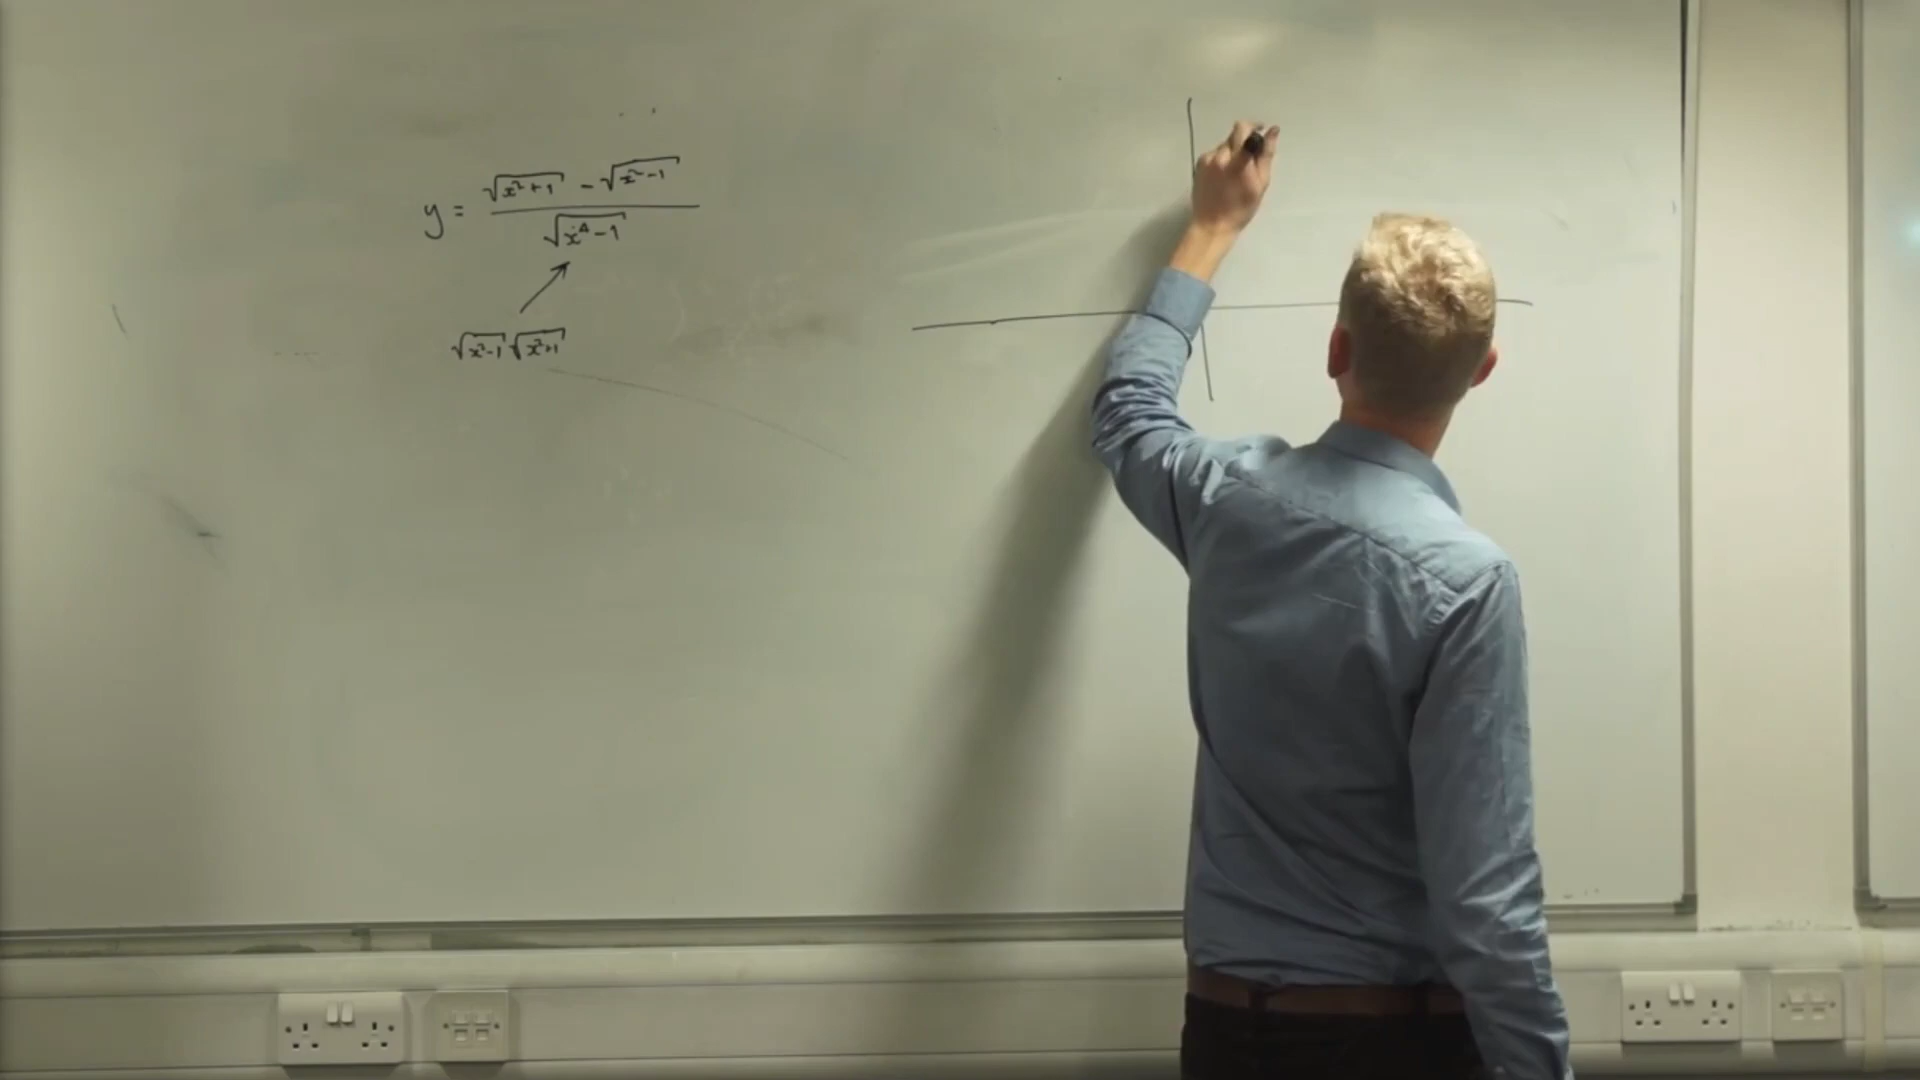 y = (√(x²+1) - √(x²-1)) / √(x⁴-1)
√(x²-1) √(x²+1)